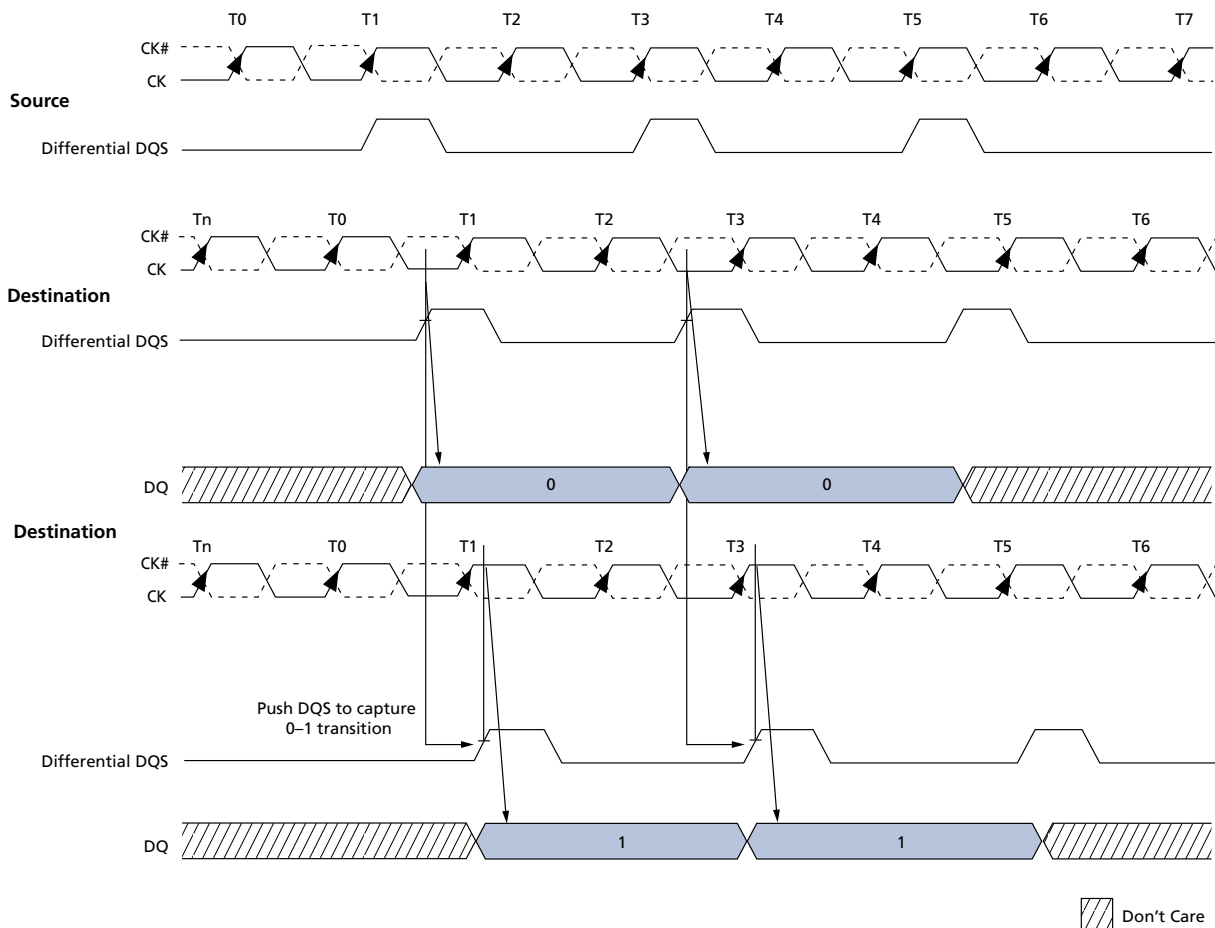 T0 T1 T2 T3 T4 T5 T6 T7
CK#
CK
Source
Differential DQS
Tn T0 T1 T2 T3 T4 T5 T6
CK#
CK
Destination
Differential DQS
DQ 0 0
Destination
Tn T0 T1 T2 T3 T4 T5 T6
CK#
CK
Push DQS to capture
0–1 transition
Differential DQS
DQ 1 1
Don't Care